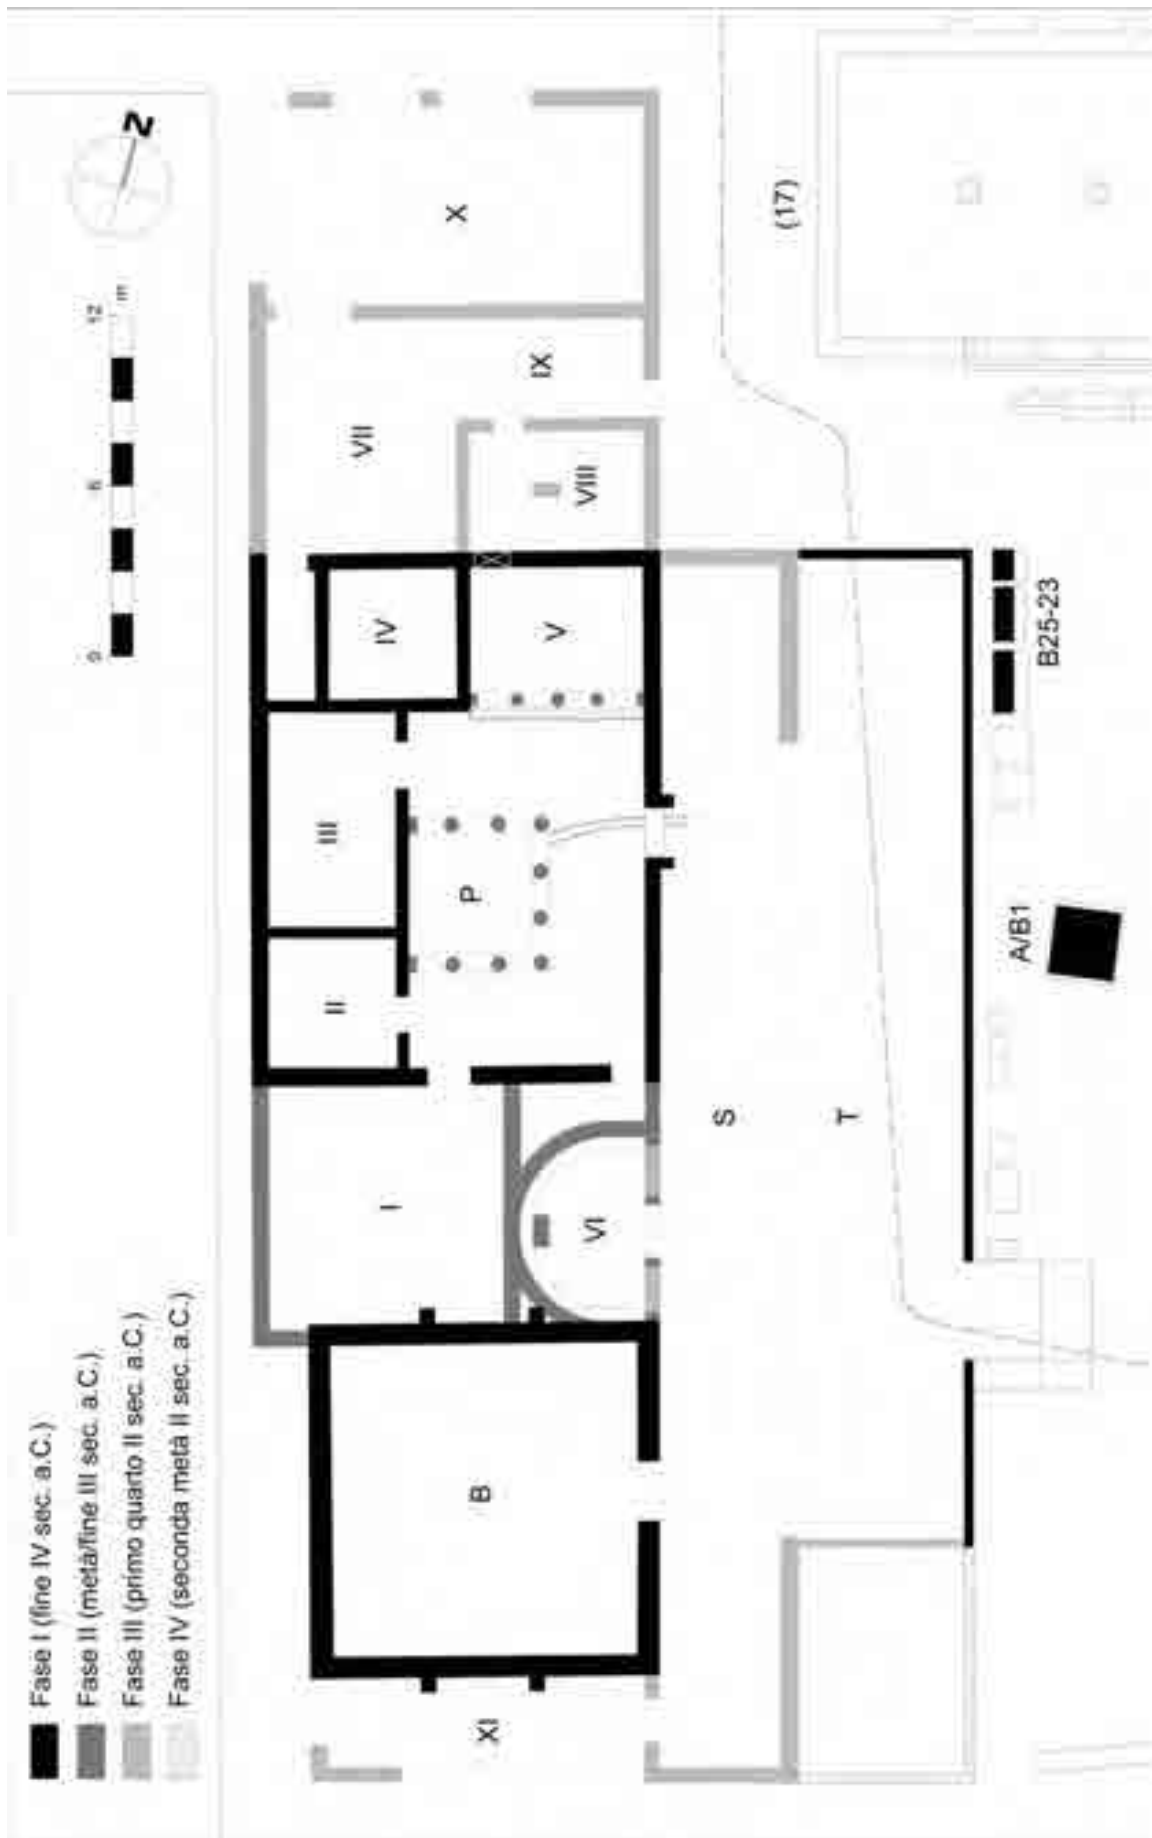 Fase I (fine IV sec. a.C.)
Fase II (metà/fine III sec. a.C.)
Fase III (primo quarto II sec. a.C.)
Fase IV (seconda metà II sec. a.C.)
0 6 12 m
N
XI
B
I
VI
II
III
P
IV
V
VII
VIII
IX
X
S
T
A/B1
B25-23
(17)